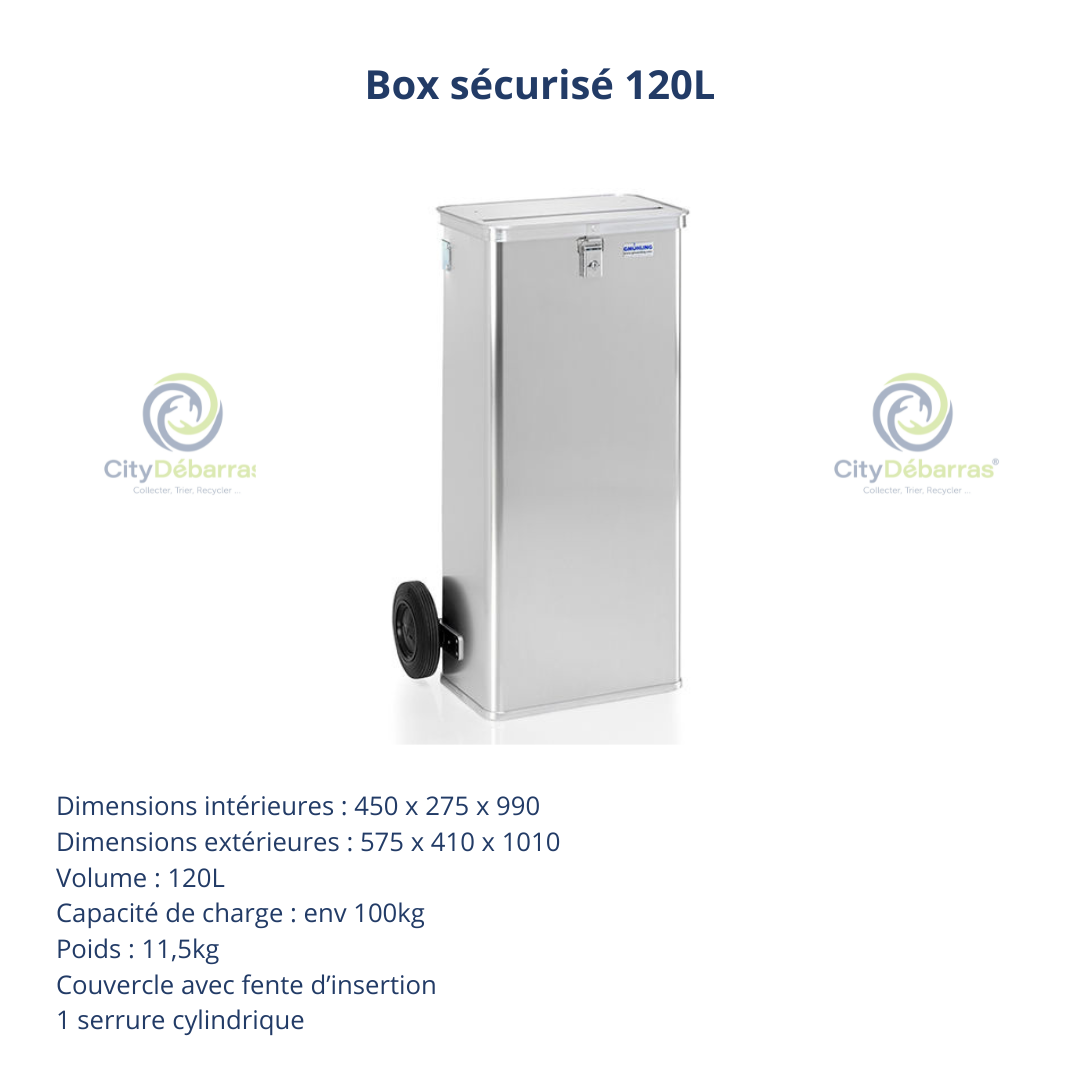 Box sécurisé 120L
GMÖHLING
CityDébarras
Collecter, Trier, Recycler ...
CityDébarras®
Collecter, Trier, Recycler ...
Dimensions intérieures : 450 x 275 x 990
Dimensions extérieures : 575 x 410 x 1010
Volume : 120L
Capacité de charge : env 100kg
Poids : 11,5kg
Couvercle avec fente d’insertion
1 serrure cylindrique